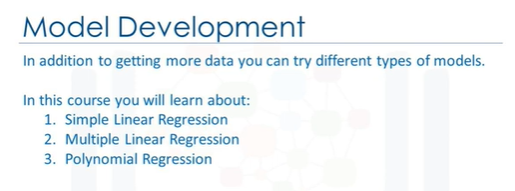 Model Development
In addition to getting more data you can try different types of models.
In this course you will learn about:
1. Simple Linear Regression
2. Multiple Linear Regression
3. Polynomial Regression